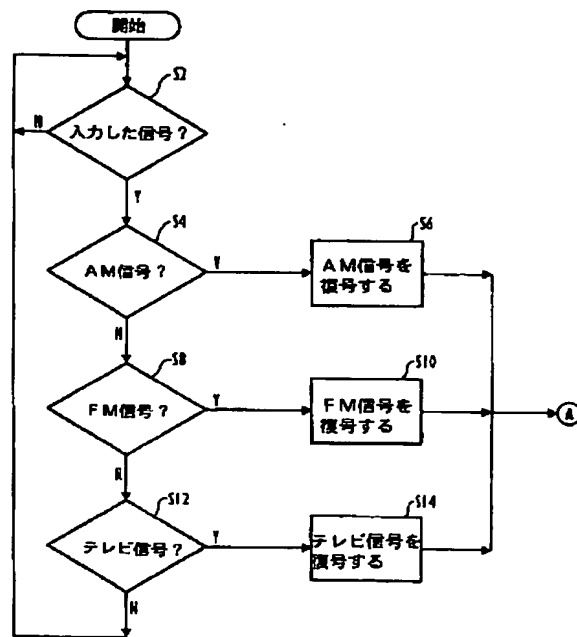 開始
S2
入力した信号？
N
Y
S4
AM信号？
Y
S6
AM信号を
復号する
N
S8
FM信号？
Y
S10
FM信号を
復号する
A
N
S12
テレビ信号？
Y
S14
テレビ信号を
復号する
N